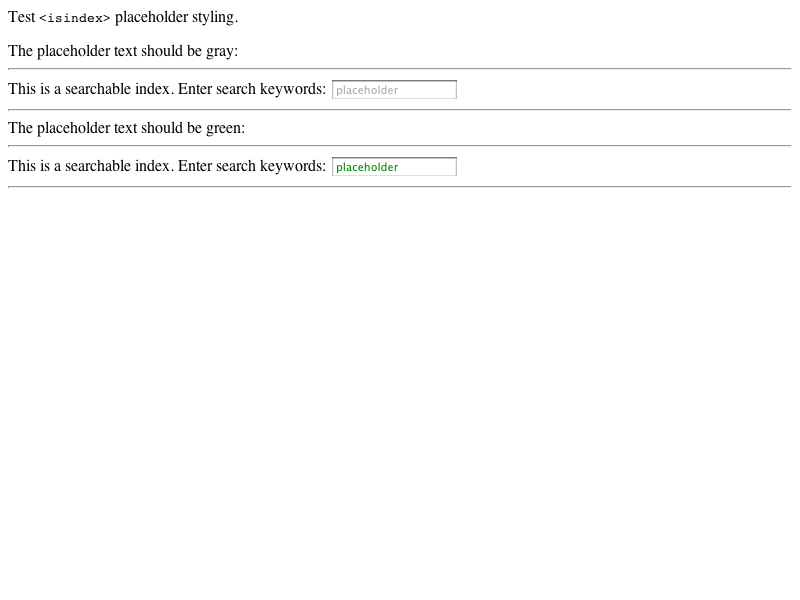 Test <isindex> placeholder styling.
The placeholder text should be gray:
This is a searchable index. Enter search keywords: placeholder
The placeholder text should be green:
This is a searchable index. Enter search keywords: placeholder